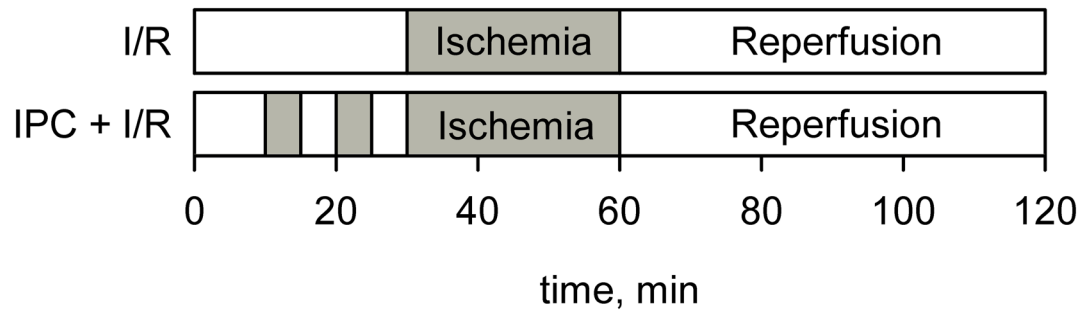 I/R Ischemia Reperfusion
IPC + I/R Ischemia Reperfusion
0 20 40 60 80 100 120
time, min